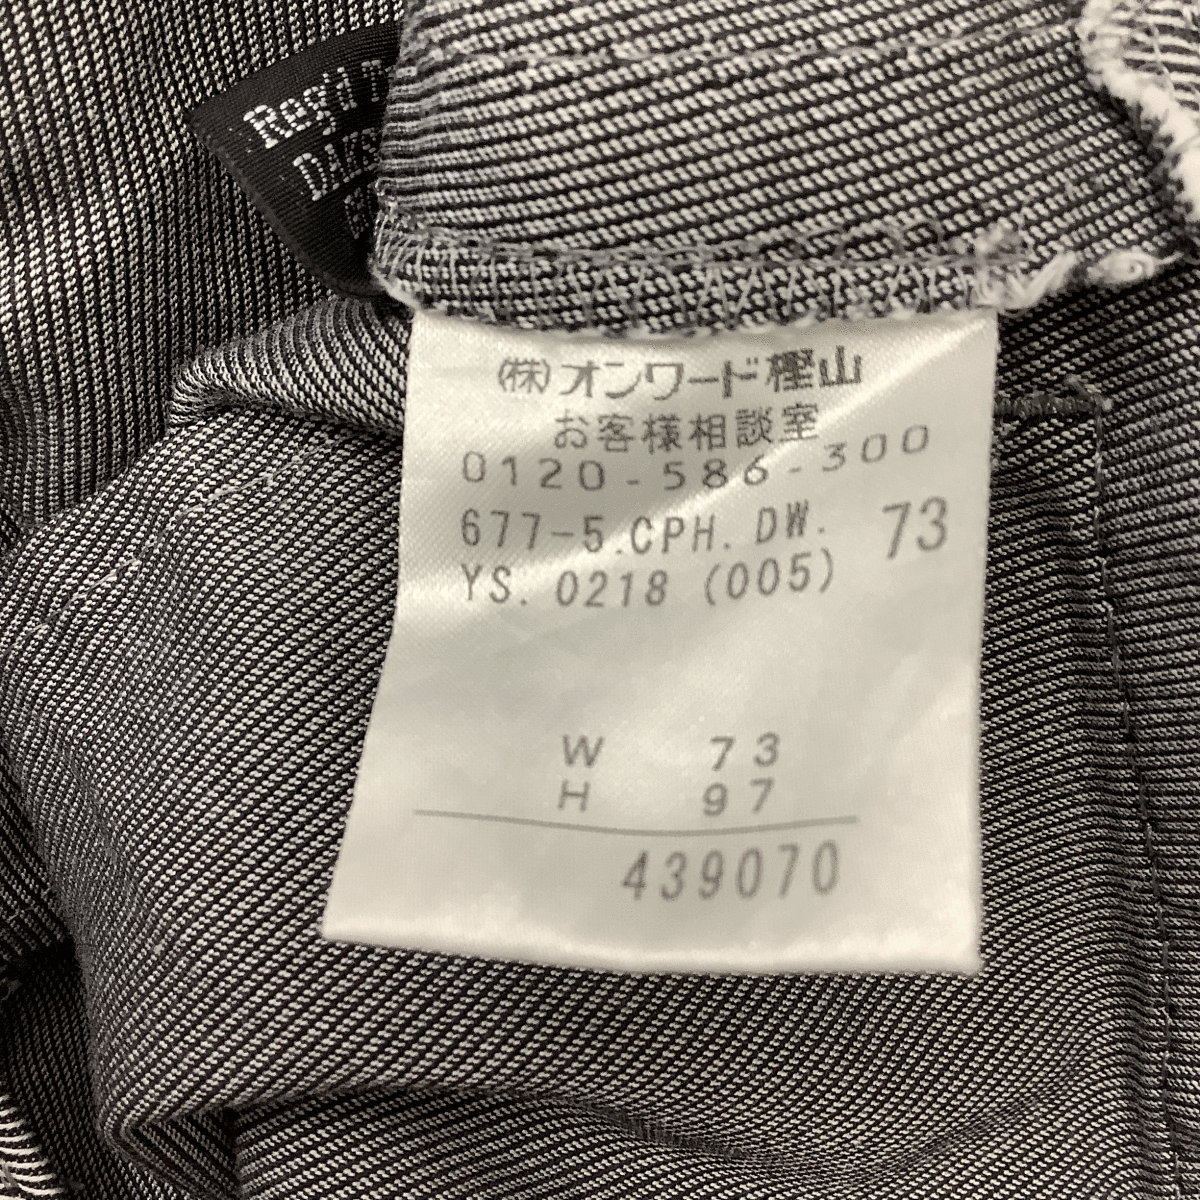 (株)オンワード樫山
お客様相談室
0120-586-300
677-5.CPH.DW. 73
YS.0218 (005)
W 73
H 97
439070